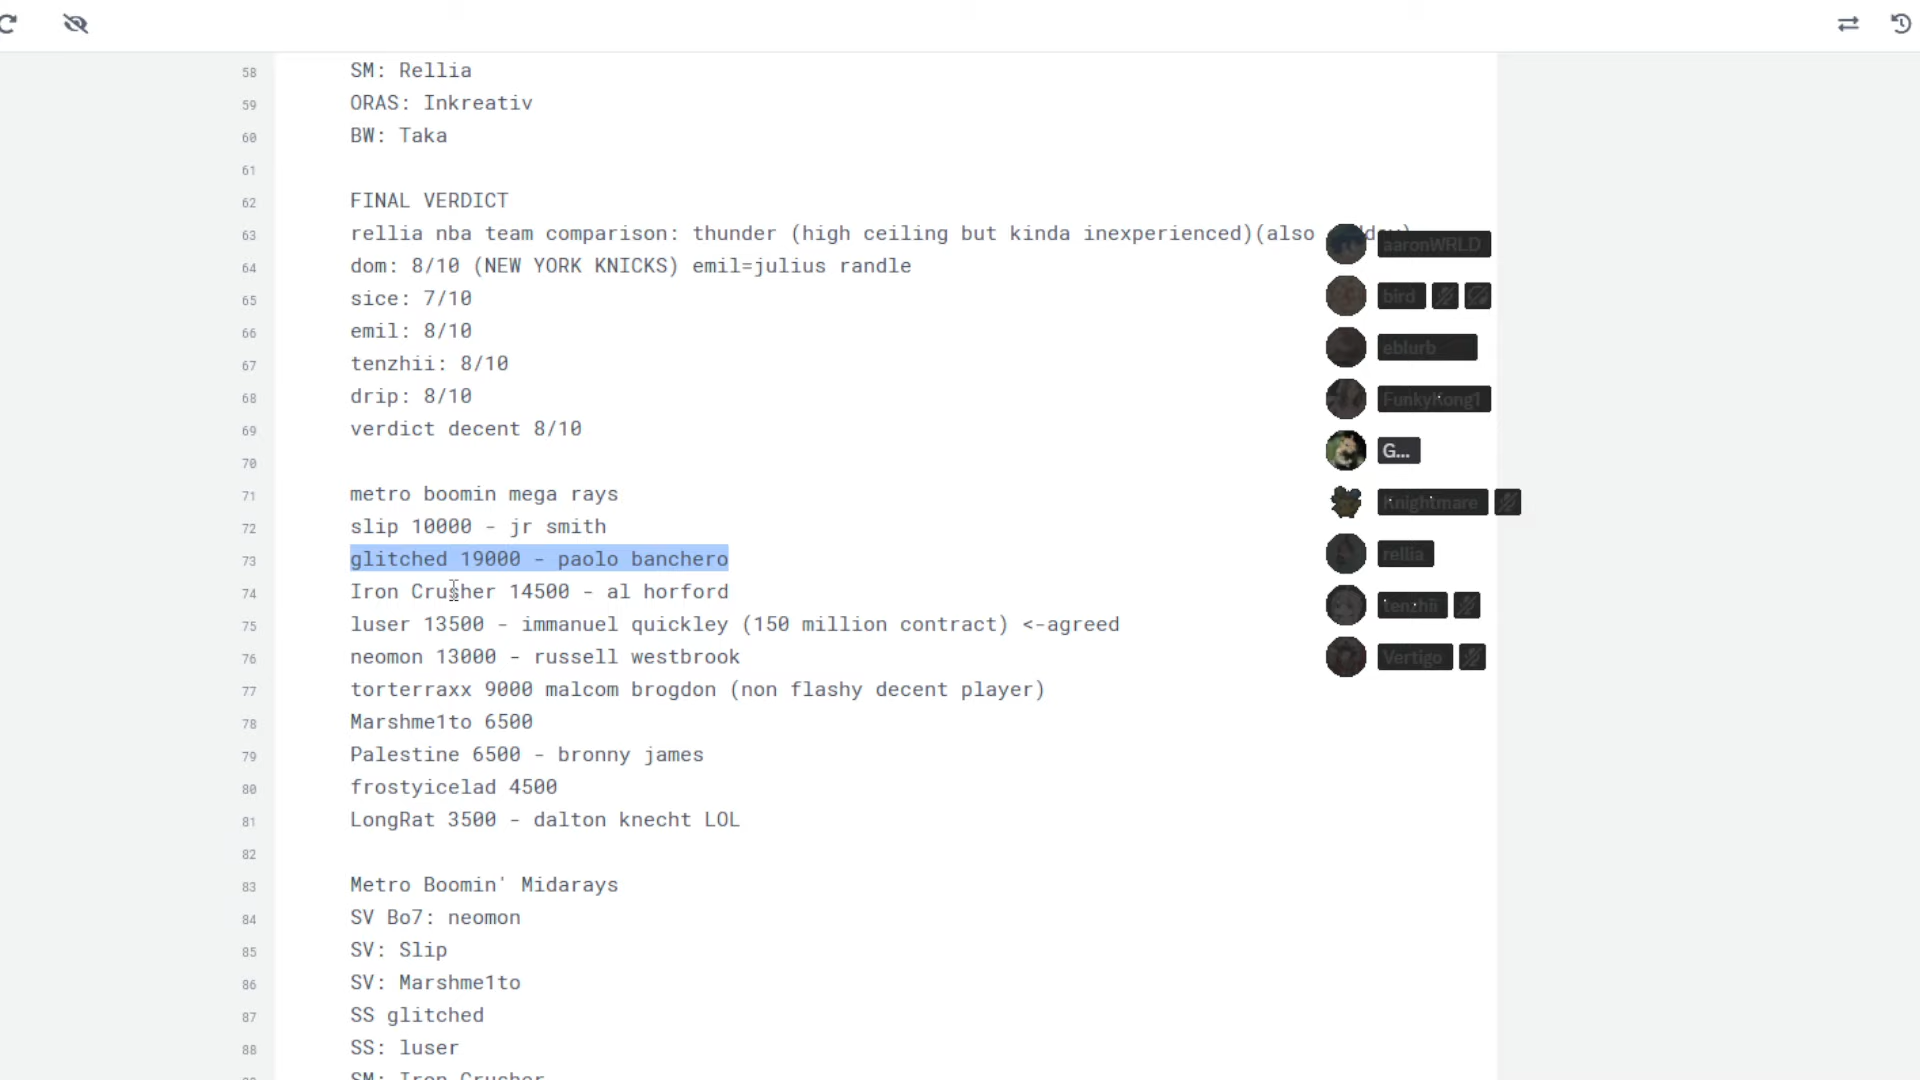 58 SM: Rellia
59 ORAS: Inkreativ
60 BW: Taka
61
62 FINAL VERDICT
63 rellia nba team comparison: thunder (high ceiling but kinda inexperienced)(also
64 dom: 8/10 (NEW YORK KNICKS) emil=julius randle
65 sice: 7/10
66 emil: 8/10
67 tenzhii: 8/10
68 drip: 8/10
69 verdict decent 8/10
70
71 metro boomin mega rays
72 slip 10000 - jr smith
73 glitched 19000 - paolo banchero
74 Iron Crusher 14500 - al horford
75 luser 13500 - immanuel quickley (150 million contract) <-agreed
76 neomon 13000 - russell westbrook
77 torterraxx 9000 malcom brogdon (non flashy decent player)
78 Marshme1to 6500
79 Palestine 6500 - bronny james
80 frostyicelad 4500
81 LongRat 3500 - dalton knecht LOL
82
83 Metro Boomin' Midarays
84 SV Bo7: neomon
85 SV: Slip
86 SV: Marshme1to
87 SS glitched
88 SS: luser
SM: Iron Crusher
aaronWRLD
bird
eblurb
FunkyKong1
G...
Knightmare
rellia
tenzhii
Vertigo